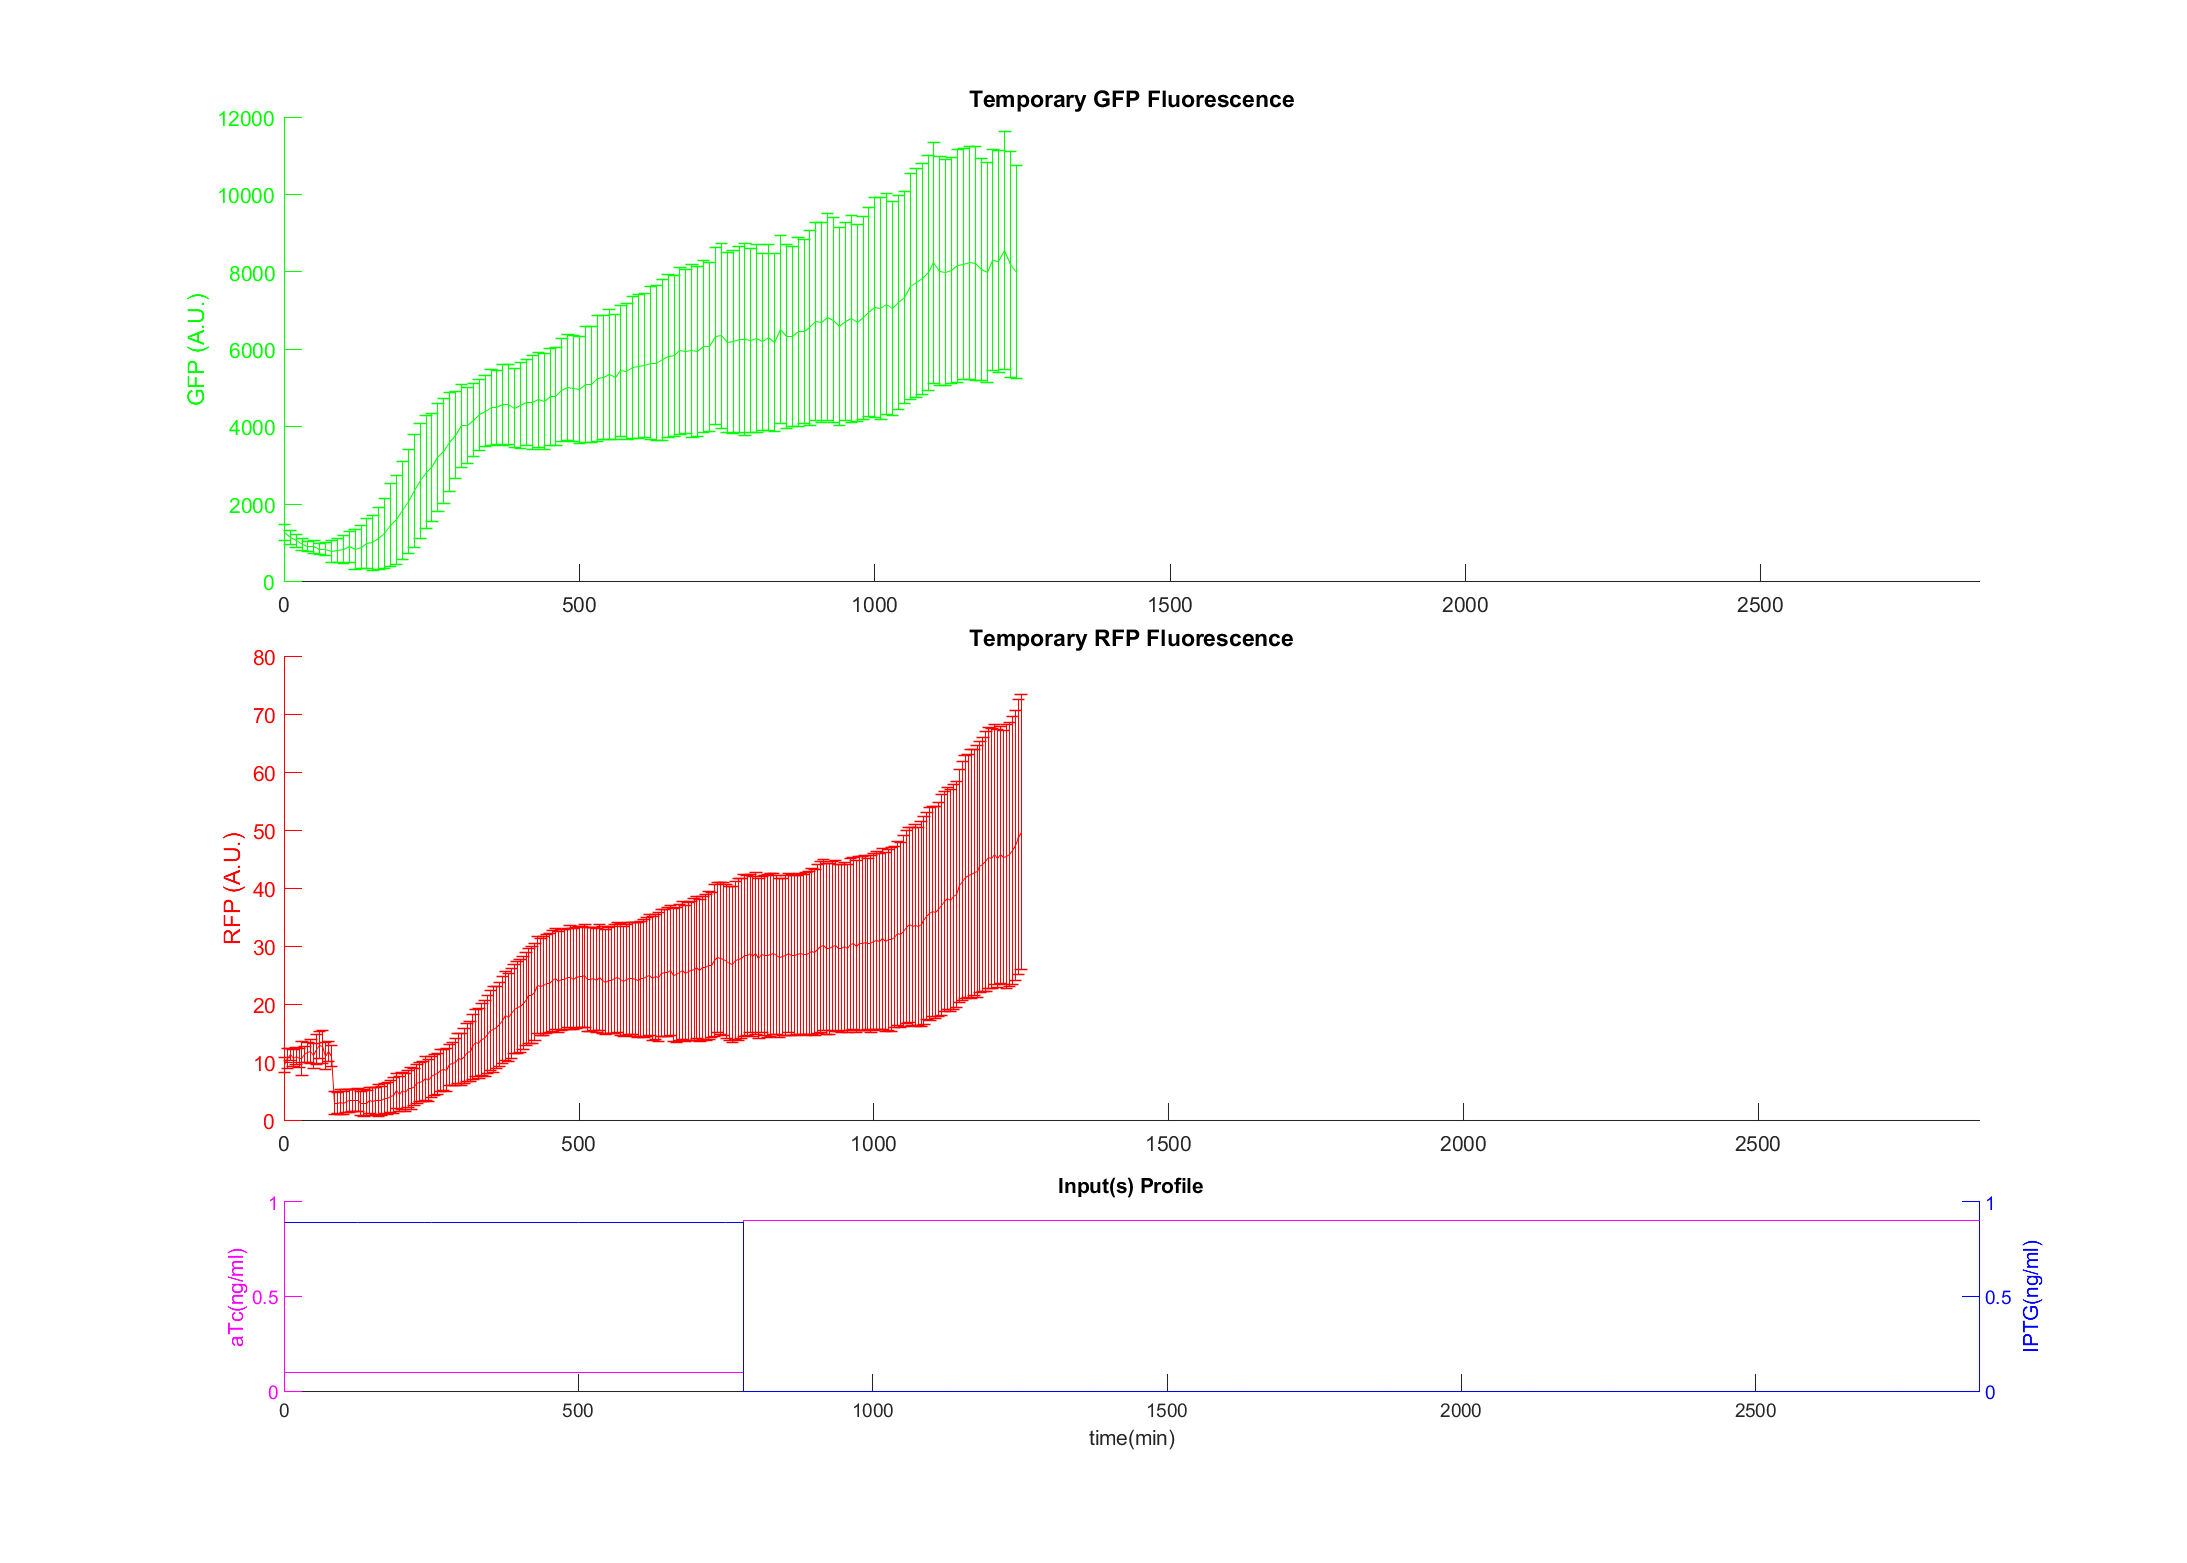 Temporary GFP Fluorescence
12000
10000
8000
6000
4000
2000
0
GFP (A.U.)
0 500 1000 1500 2000 2500
Temporary RFP Fluorescence
80
70
60
50
40
30
20
10
0
RFP (A.U.)
0 500 1000 1500 2000 2500
Input(s) Profile
1
0.5
0
aTc(ng/ml)
1
0.5
0
IPTG(ng/ml)
0 500 1000 1500 2000 2500
time(min)